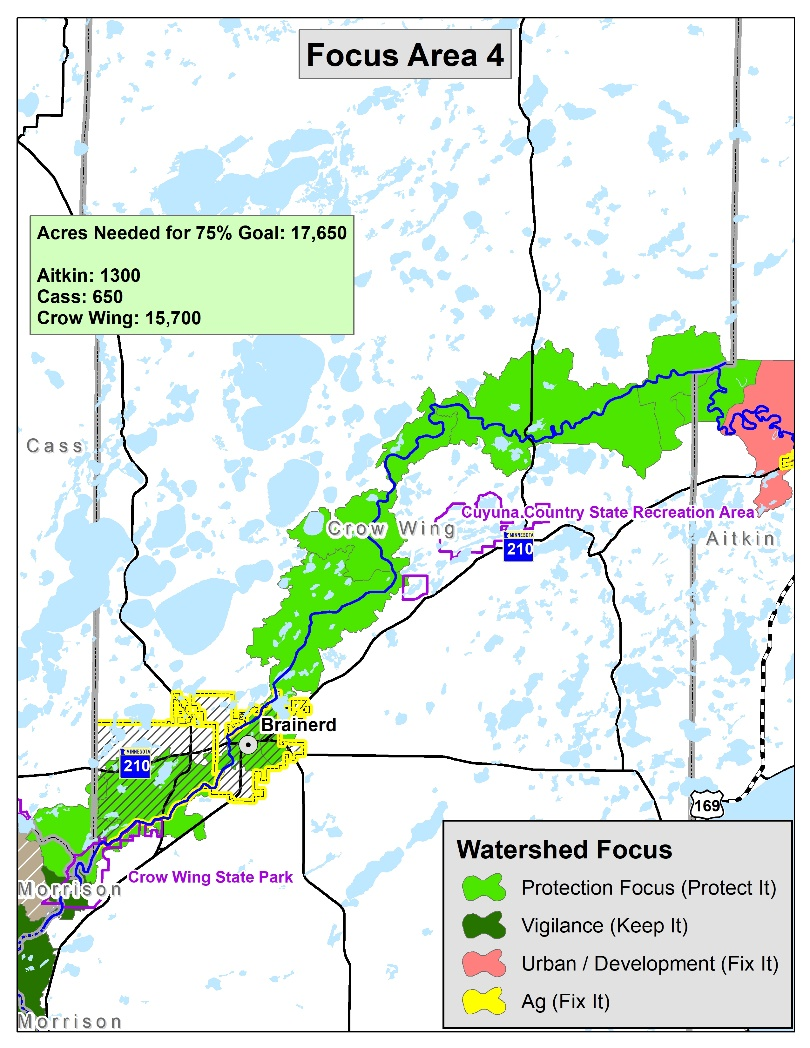 Focus Area 4
Acres Needed for 75% Goal: 17,650
Aitkin: 1300
Cass: 650
Crow Wing: 15,700
Cass
Cuyuna Country State Recreation Area
Crow Wing
MINNESOTA
210
Aitkin
Brainerd
MINNESOTA
210
169
Crow Wing State Park
Morrison
Morrison
Watershed Focus
Protection Focus (Protect It)
Vigilance (Keep It)
Urban / Development (Fix It)
Ag (Fix It)